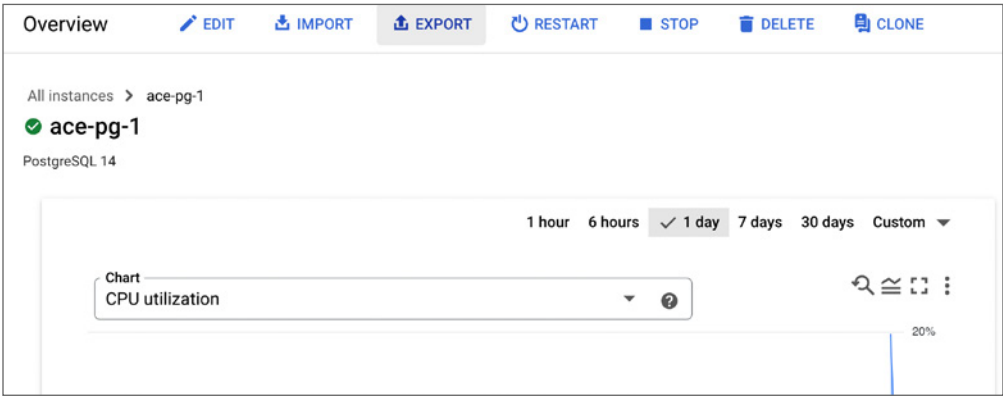 Overview EDIT IMPORT EXPORT RESTART STOP DELETE CLONE
All instances > ace-pg-1
ace-pg-1
PostgreSQL 14
1 hour 6 hours 1 day 7 days 30 days Custom
Chart
CPU utilization
20%